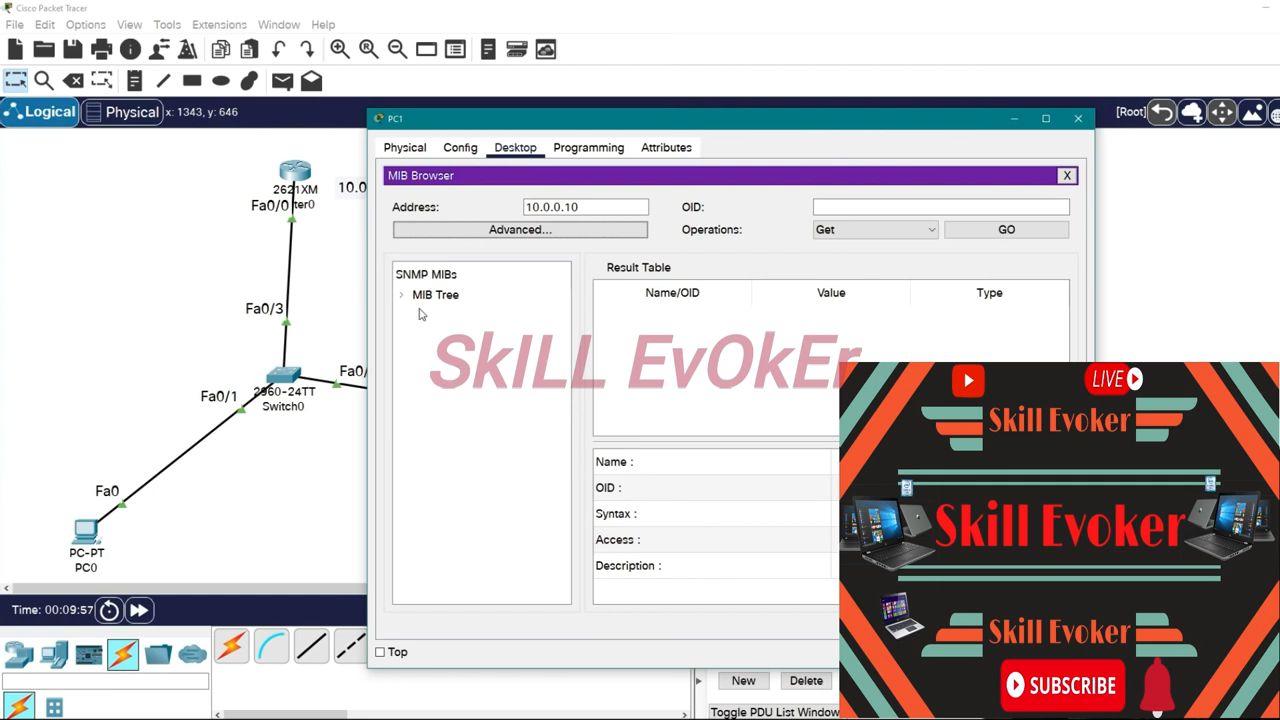 Cisco Packet Tracer
File Edit Options View Tools Extensions Window Help
Logical Physical x: 1343, y: 646 [Root]
PC1
Physical Config Desktop Programming Attributes
MIB Browser X
Address: 10.0.0.10 OID:
Advanced... Operations: Get GO
SNMP MIBs
MIB Tree
Result Table
Name/OID Value Type
Name :
OID :
Syntax :
Access :
Description :
Top
2621XM
ter0
Fa0/0
10.0
Fa0/3
Fa0/
2960-24TT
Switch0
Fa0/1
Fa0
PC-PT
PC0
Time: 00:09:57
New Delete
Toggle PDU List Window
SkILL EvOkEr
LIVE
Skill Evoker
Skill Evoker
Skill Evoker
SUBSCRIBE